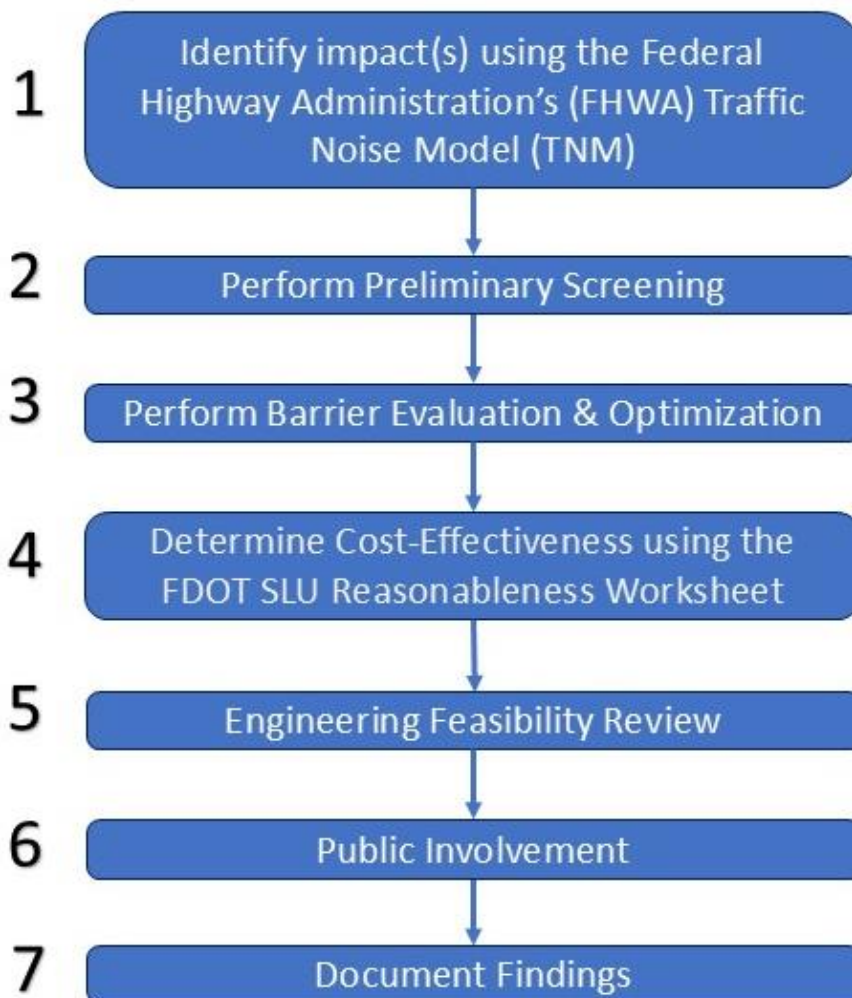 1
Identify impact(s) using the Federal
Highway Administration’s (FHWA) Traffic
Noise Model (TNM)
2
Perform Preliminary Screening
3
Perform Barrier Evaluation & Optimization
4
Determine Cost-Effectiveness using the
FDOT SLU Reasonableness Worksheet
5
Engineering Feasibility Review
6
Public Involvement
7
Document Findings